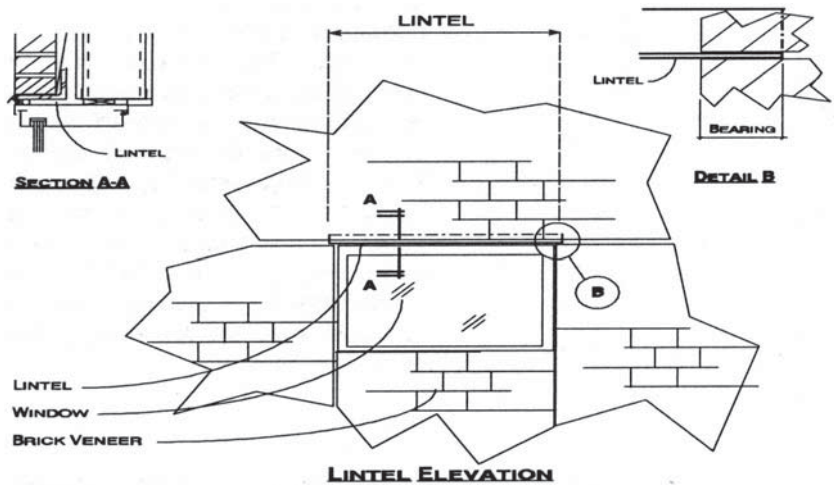 LINTEL
LINTEL
SECTION A-A
LINTEL
BEARING
DETAIL B
A
A
B
LINTEL
WINDOW
BRICK VENEER
LINTEL ELEVATION